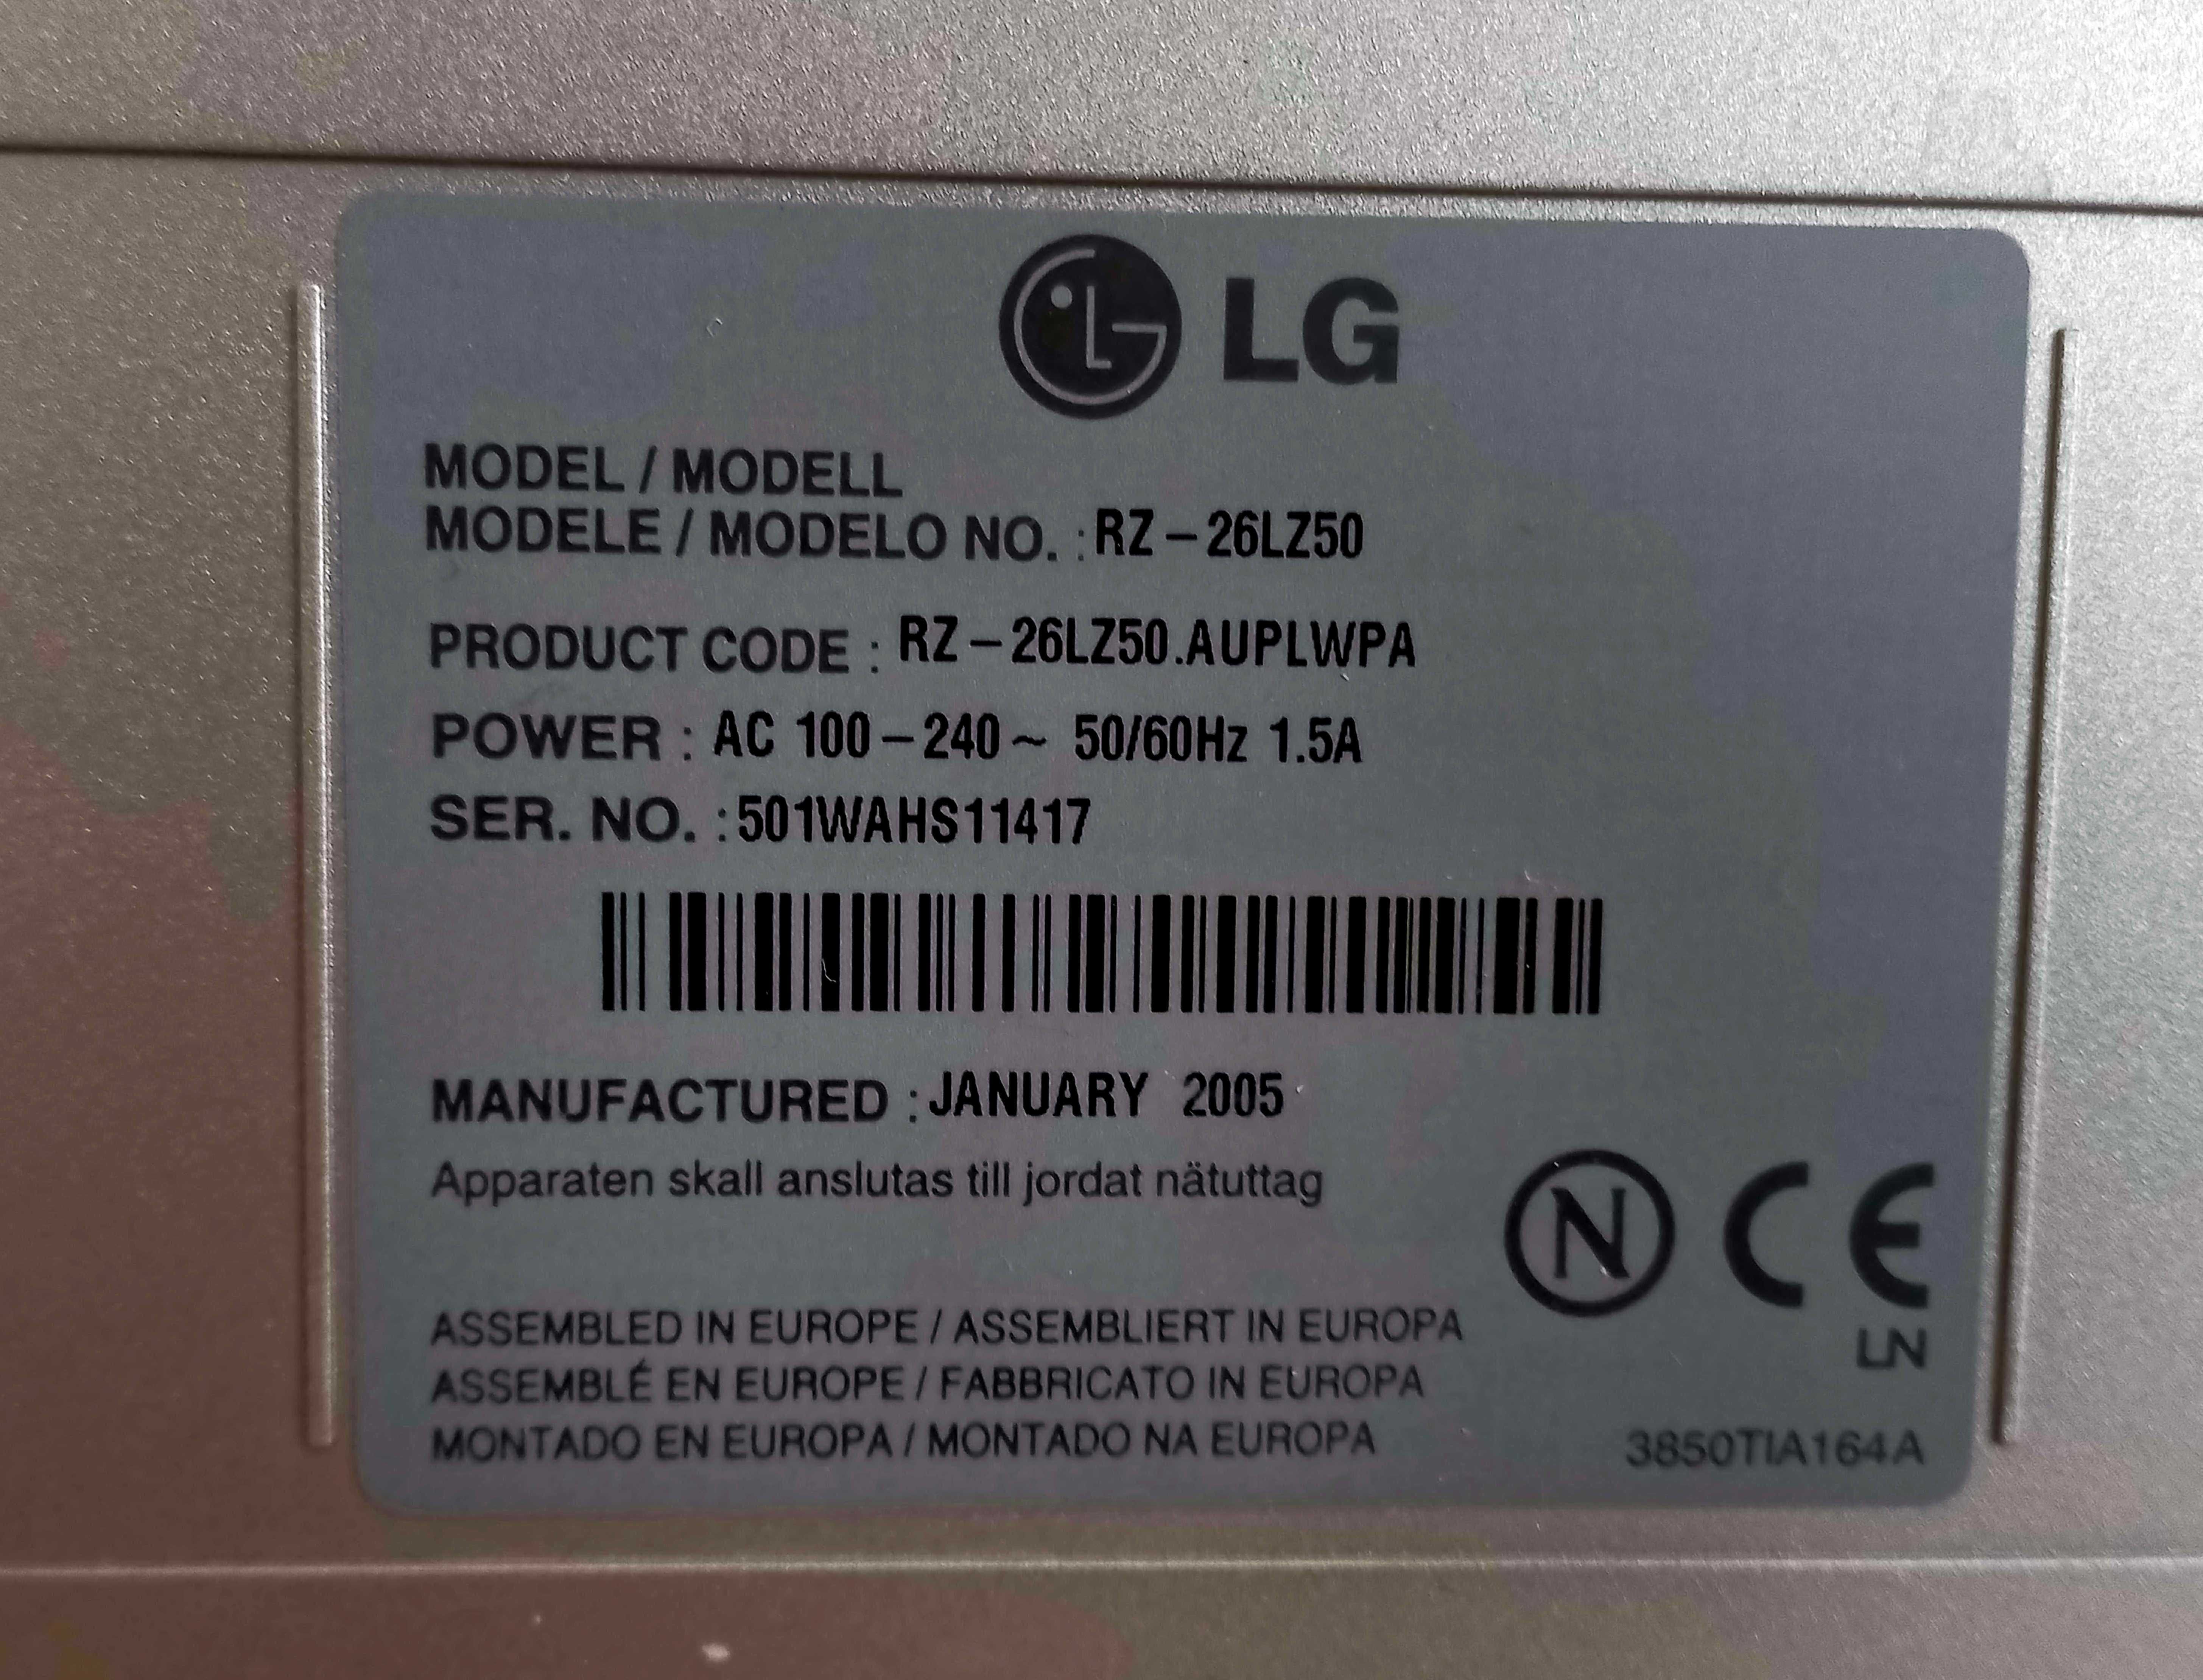 LG
MODEL / MODELL
MODELE / MODELO NO. : RZ-26LZ50
PRODUCT CODE : RZ-26LZ50.AUPLWPA
POWER : AC 100-240~ 50/60Hz 1.5A
SER. NO. : 501WAHS11417
MANUFACTURED : JANUARY 2005
Apparaten skall anslutas till jordat nätuttag
N CE
LN
ASSEMBLED IN EUROPE / ASSEMBLIERT IN EUROPA
ASSEMBLÉ EN EUROPE / FABBRICATO IN EUROPA
MONTADO EN EUROPA / MONTADO NA EUROPA
3850TIA164A